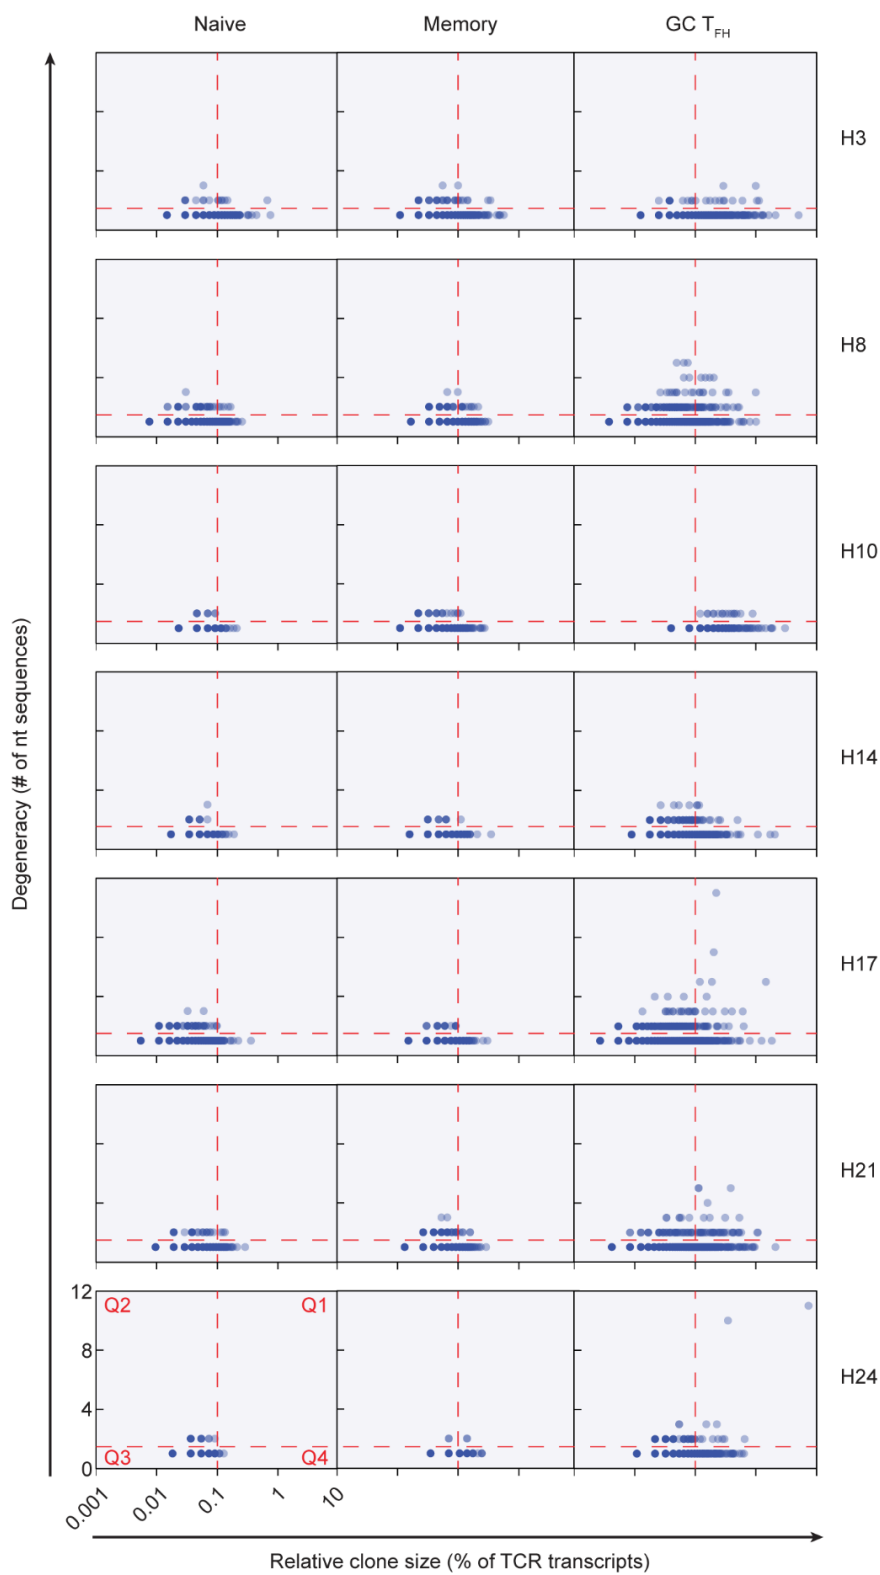 Naive Memory GC TFH
H3
H8
H10
H14
H17
H21
H24
Degeneracy (# of nt sequences)
12
8
4
0
Q2 Q1
Q3 Q4
0.001 0.01 0.1 1 10
Relative clone size (% of TCR transcripts)